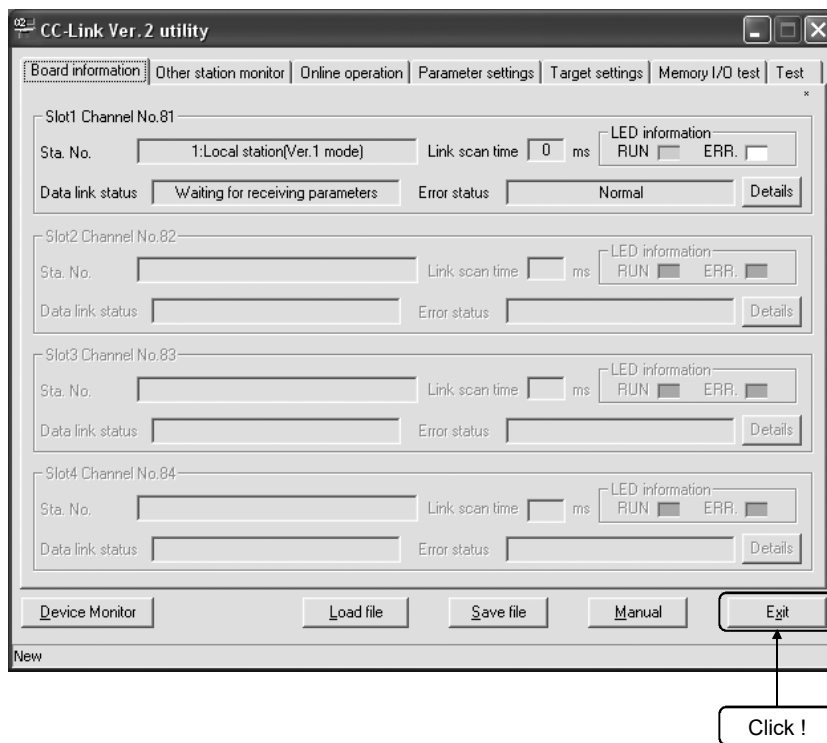 CC-Link Ver.2 utility
Board information Other station monitor Online operation Parameter settings Target settings Memory I/O test Test
*
Slot1 Channel No.81
LED information
Sta. No. 1:Local station(Ver.1 mode) Link scan time 0 ms RUN ERR.
Data link status Waiting for receiving parameters Error status Normal Details
Slot2 Channel No.82
LED information
Sta. No. Link scan time ms RUN ERR.
Data link status Error status Details
Slot3 Channel No.83
LED information
Sta. No. Link scan time ms RUN ERR.
Data link status Error status Details
Slot4 Channel No.84
LED information
Sta. No. Link scan time ms RUN ERR.
Data link status Error status Details
Device Monitor Load file Save file Manual Exit
New
Click !